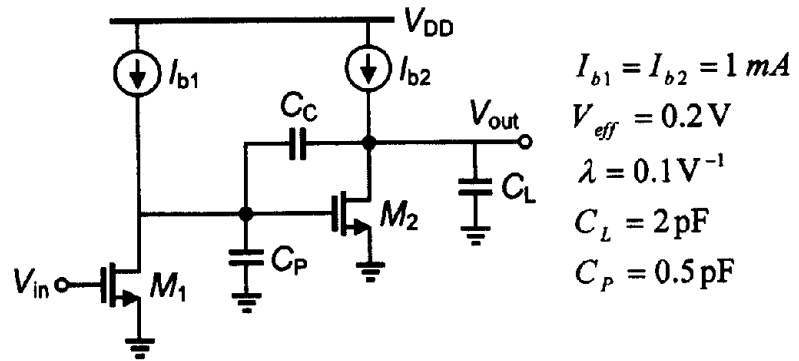 V_DD
I_b1
I_b2
C_C
V_out
C_L
M_2
C_P
V_in
M_1
I_b1 = I_b2 = 1 mA
V_eff = 0.2 V
λ = 0.1 V⁻¹
C_L = 2 pF
C_P = 0.5 pF